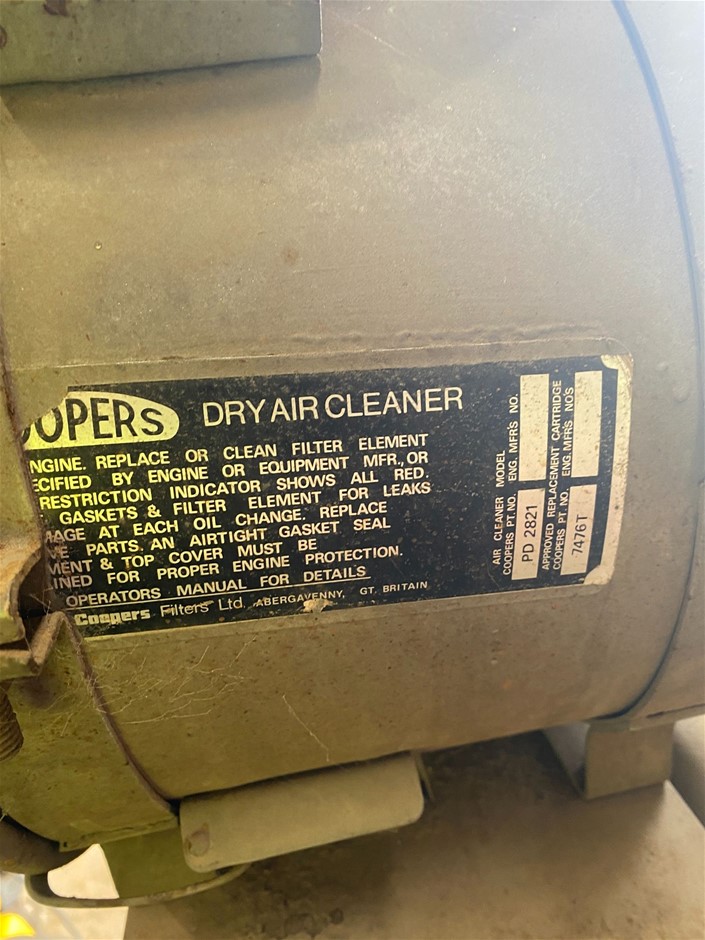 OOPERS DRY AIR CLEANER
NGINE. REPLACE OR CLEAN FILTER ELEMENT
ECIFIED BY ENGINE OR EQUIPMENT MFR., OR
RESTRICTION INDICATOR SHOWS ALL RED.
GASKETS & FILTER ELEMENT FOR LEAKS
MAGE AT EACH OIL CHANGE. REPLACE
VE PARTS. AN AIRTIGHT GASKET SEAL
MENT & TOP COVER MUST BE
INED FOR PROPER ENGINE PROTECTION.
OPERATORS MANUAL FOR DETAILS
Coopers Filters Ltd. ABERGAVENNY, GT. BRITAIN
AIR CLEANER MODEL
COOPERS PT. NO. ENG. MFR'S NO.
PD 2821
APPROVED REPLACEMENT CARTRIDGE
COOPERS PT. NO. ENG. MFR'S NO'S
7476T